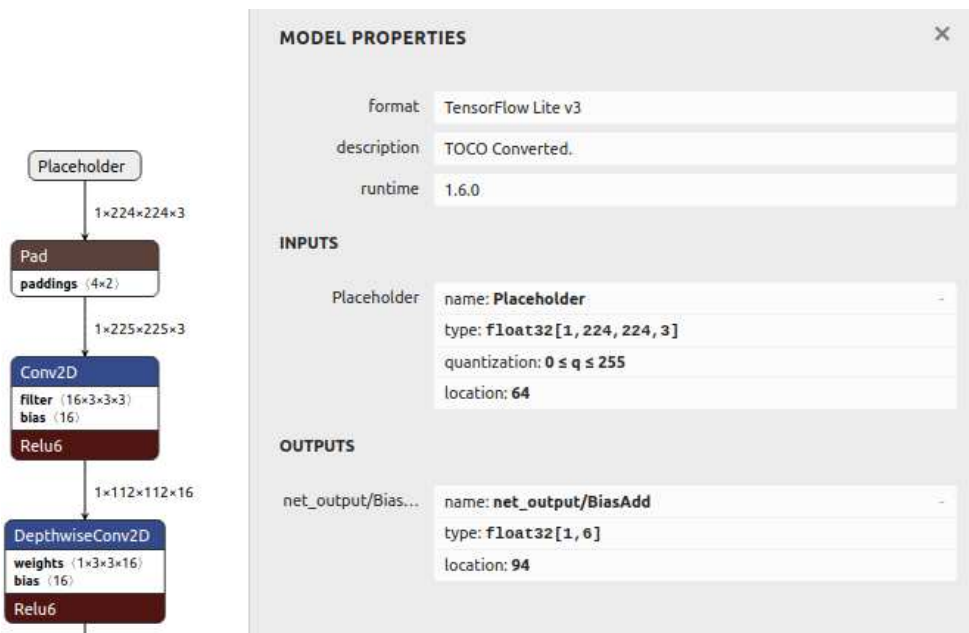 Placeholder
1×224×224×3
Pad
paddings ⟨4×2⟩
1×225×225×3
Conv2D
filter ⟨16×3×3×3⟩
bias ⟨16⟩
Relu6
1×112×112×16
DepthwiseConv2D
weights ⟨1×3×3×16⟩
bias ⟨16⟩
Relu6
MODEL PROPERTIES ×
format TensorFlow Lite v3
description TOCO Converted.
runtime 1.6.0
INPUTS
Placeholder name: Placeholder -
type: float32[1,224,224,3]
quantization: 0 ≤ q ≤ 255
location: 64
OUTPUTS
net_output/Bias... name: net_output/BiasAdd -
type: float32[1,6]
location: 94